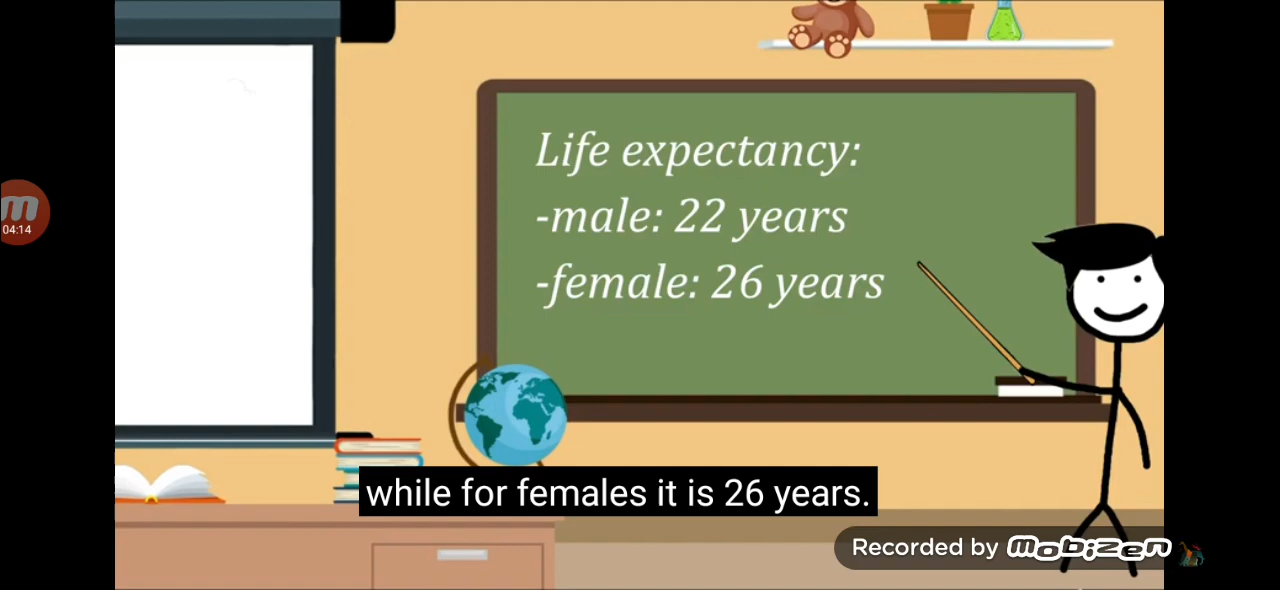 Life expectancy:
-male: 22 years
-female: 26 years
04:14
while for females it is 26 years.
Recorded by mobizen